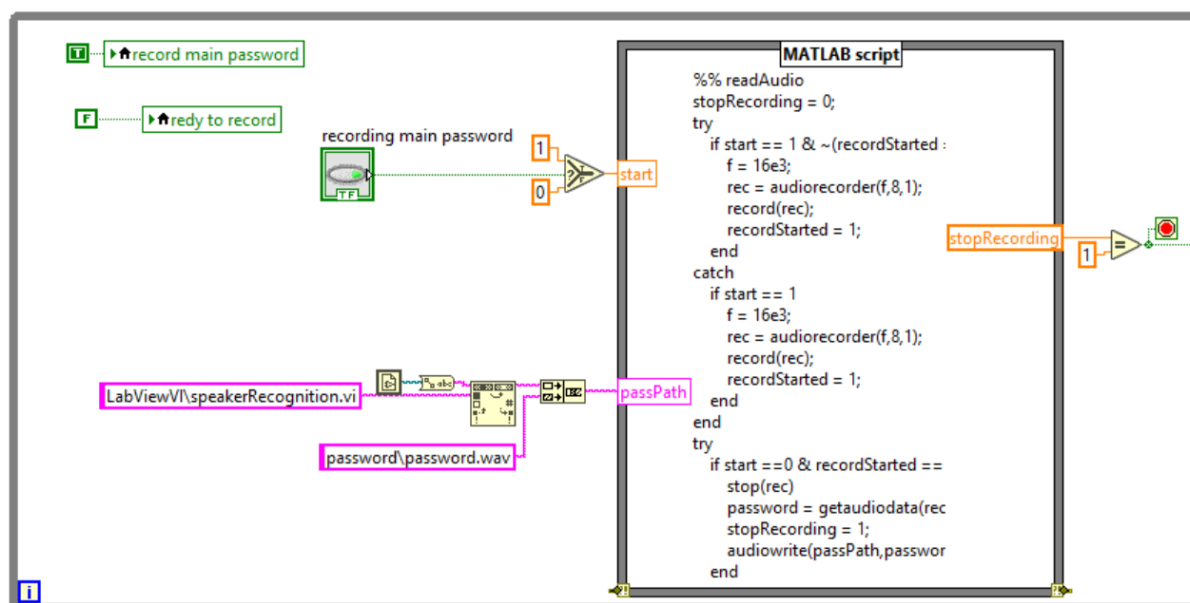 T
record main password
F
redy to record
recording main password
TF
1
0
?
T
F
start
LabViewVI\speakerRecognition.vi
abc
password\password.wav
passPath
MATLAB script
%% readAudio
stopRecording = 0;
try
if start == 1 & ~(recordStarted :
f = 16e3;
rec = audiorecorder(f,8,1);
record(rec);
recordStarted = 1;
end
catch
if start == 1
f = 16e3;
rec = audiorecorder(f,8,1);
record(rec);
recordStarted = 1;
end
end
try
if start ==0 & recordStarted ==
stop(rec)
password = getaudiodata(rec
stopRecording = 1;
audiowrite(passPath,passwor
end
stopRecording
1
=
i